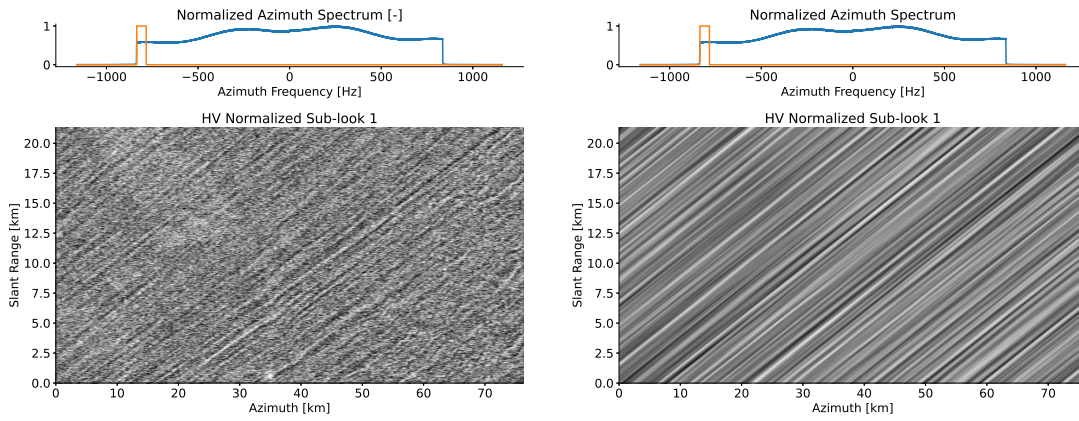 Normalized Azimuth Spectrum [-]
1
0
−1000 −500 0 500 1000
Azimuth Frequency [Hz]
HV Normalized Sub-look 1
20.0
17.5
15.0
12.5
10.0
7.5
5.0
2.5
0.0
Slant Range [km]
0 10 20 30 40 50 60 70
Azimuth [km]
Normalized Azimuth Spectrum
1
0
−1000 −500 0 500 1000
Azimuth Frequency [Hz]
HV Normalized Sub-look 1
20.0
17.5
15.0
12.5
10.0
7.5
5.0
2.5
0.0
Slant Range [km]
0 10 20 30 40 50 60 70
Azimuth [km]